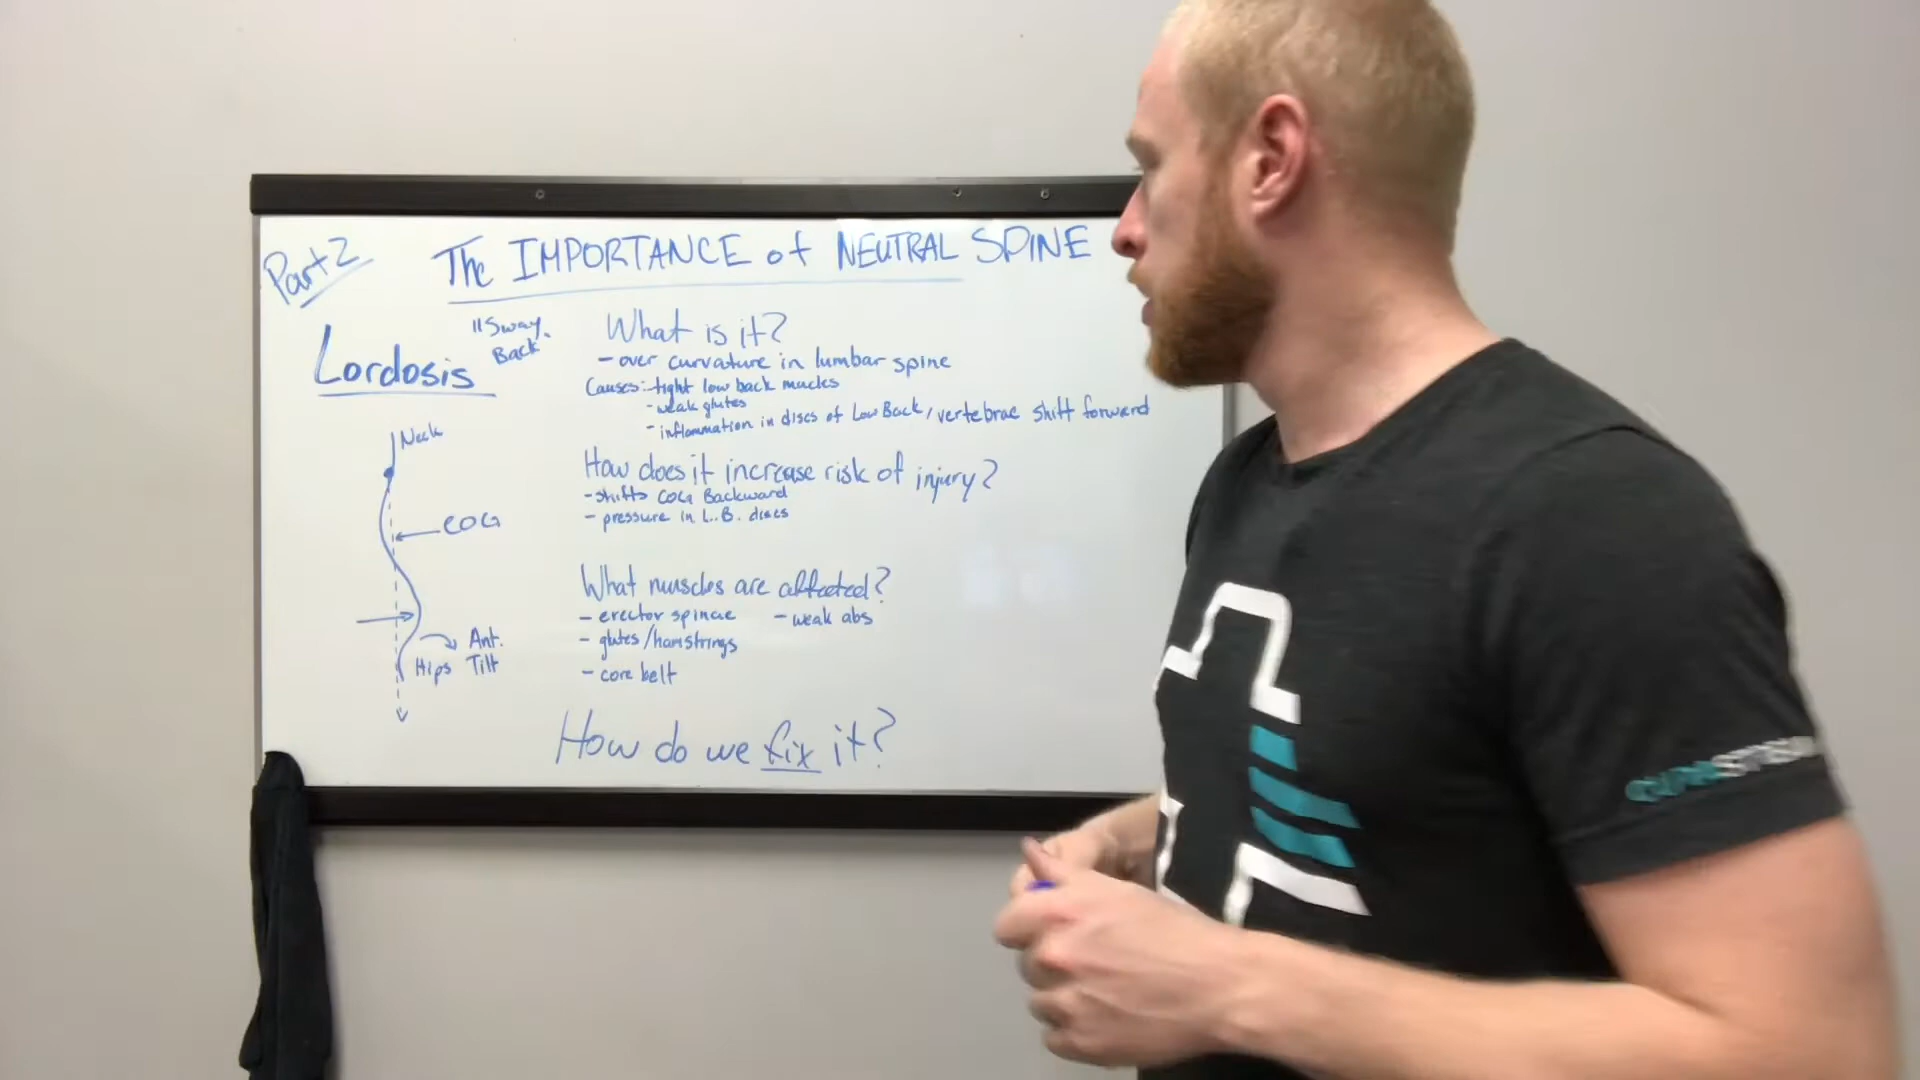 Part 2
The IMPORTANCE of NEUTRAL SPINE
Lordosis
"Sway
Back"
What is it?
- over curvature in lumbar spine
Causes: - tight low back muckes
- weak glutes
- inflammation in discs of Low Back, vertebrae shift forward
Neck
COG
Ant.
Hips Tilt
How does it increase risk of injury?
- shifts COG Backward
- pressure in L.B. discs
What muscles are affected?
- erector spinae - weak abs
- glutes/hamstrings
- core belt
How do we fix it?